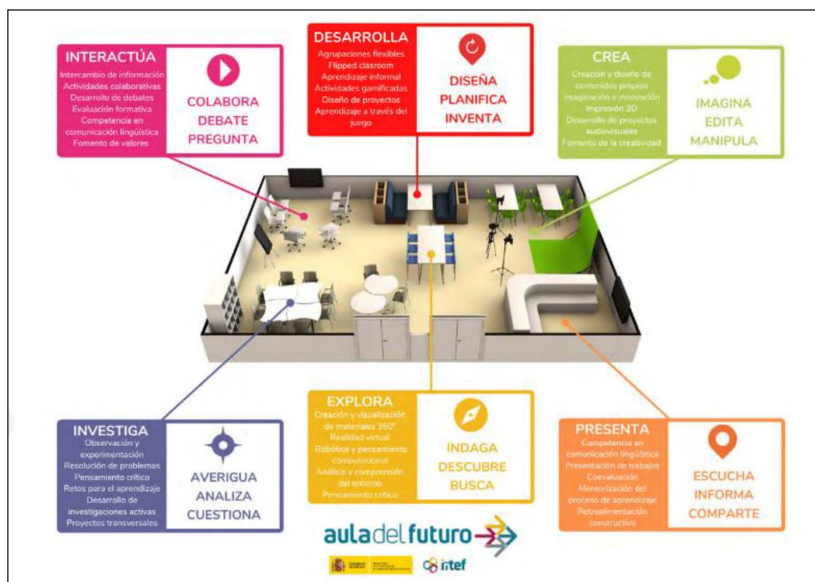 INTERACTÚA
Intercambio de información
Actividades colaborativas
Desarrollo de debates
Evaluación formativa
Competencia en
comunicación lingüística
Fomento de valores
COLABORA
DEBATE
PREGUNTA
DESARROLLA
Agrupaciones flexibles
Flipped clasroom
Aprendizaje informal
Actividades gamificadas
Diseño de proyectos
Aprendizaje a través del
juego
DISEÑA
PLANIFICA
INVENTA
CREA
Creación y diseño de
contenidos propios
imaginación e innovación
Impresión 3D
Desarrollo de proyectos
audiovisuales
Fomento de la creatividad
IMAGINA
EDITA
MANIPULA
INVESTIGA
Observación y
experimentación
Resolución de problemas
Pensamiento crítico
Retos para el aprendizaje
Desarrollo de
investigaciones activas
Proyectos transversales
AVERIGUA
ANALIZA
CUESTIONA
EXPLORA
Creación y visualización
de materiales 360º
Realidad virtual
Robótica y pensamiento
computacional
Análisis y comprensión
del entorno
Pensamiento crítico
INDAGA
DESCUBRE
BUSCA
PRESENTA
Competencia en
comunicación lingüística
Presentación de trabajos
Coevaluación
Mentorización del
proceso de aprendizaje
Retroalimentación
constructiva
ESCUCHA
INFORMA
COMPARTE
auladelfuturo
intef